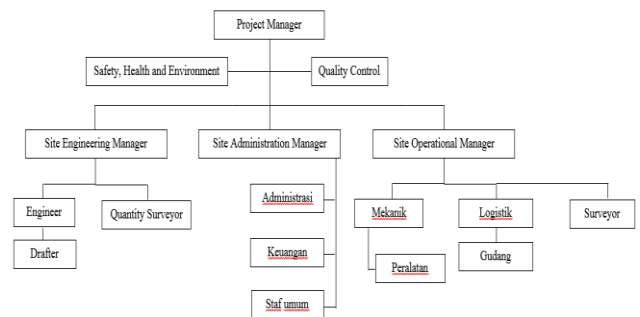 Project Manager
Safety, Health and Environment
Quality Control
Site Engineering Manager
Site Administration Manager
Site Operational Manager
Engineer
Quantity Surveyor
Drafter
Administrasi
Keuangan
Staf umum
Mekanik
Logistik
Surveyor
Peralatan
Gudang